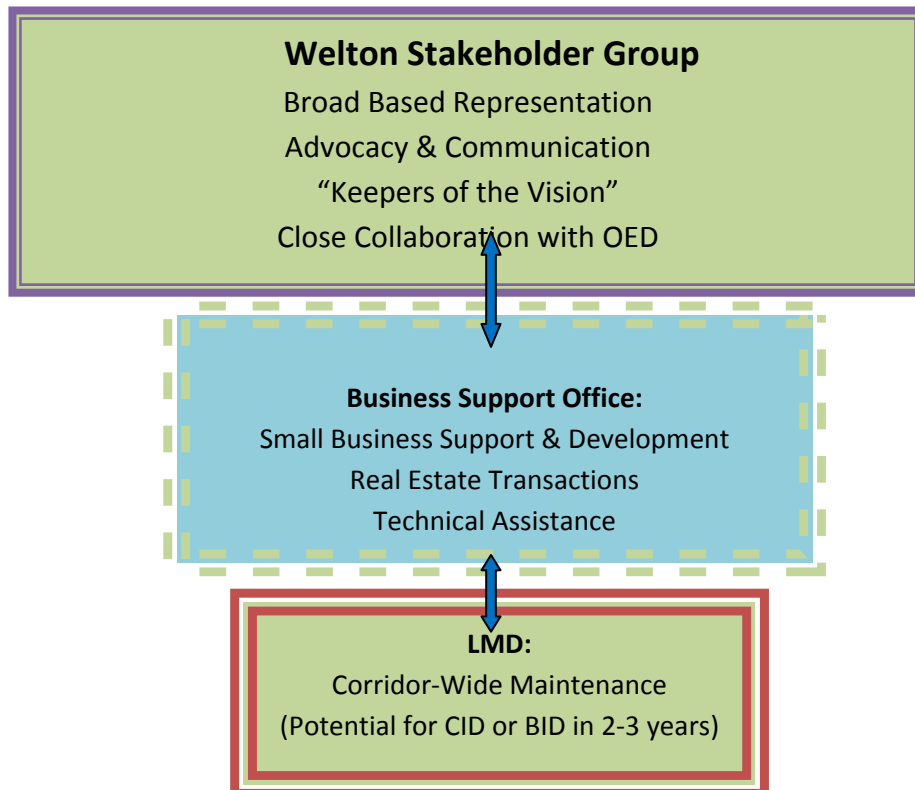 Welton Stakeholder Group
Broad Based Representation
Advocacy & Communication
“Keepers of the Vision”
Close Collaboration with OED
Business Support Office:
Small Business Support & Development
Real Estate Transactions
Technical Assistance
LMD:
Corridor-Wide Maintenance
(Potential for CID or BID in 2-3 years)